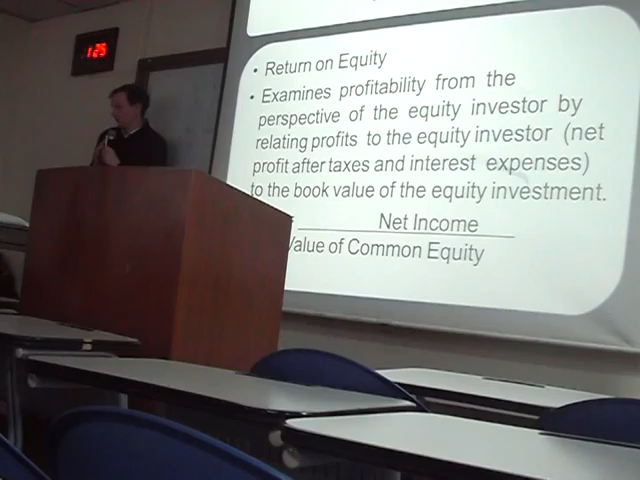 1:25
• Return on Equity
• Examines profitability from the
perspective of the equity investor by
relating profits to the equity investor (net
profit after taxes and interest expenses)
to the book value of the equity investment.
Net Income
Value of Common Equity